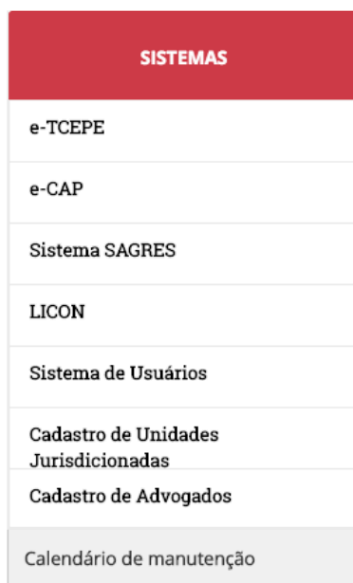 SISTEMAS
e-TCEPE
e-CAP
Sistema SAGRES
LICON
Sistema de Usuários
Cadastro de Unidades
Jurisdicionadas
Cadastro de Advogados
Calendário de manutenção